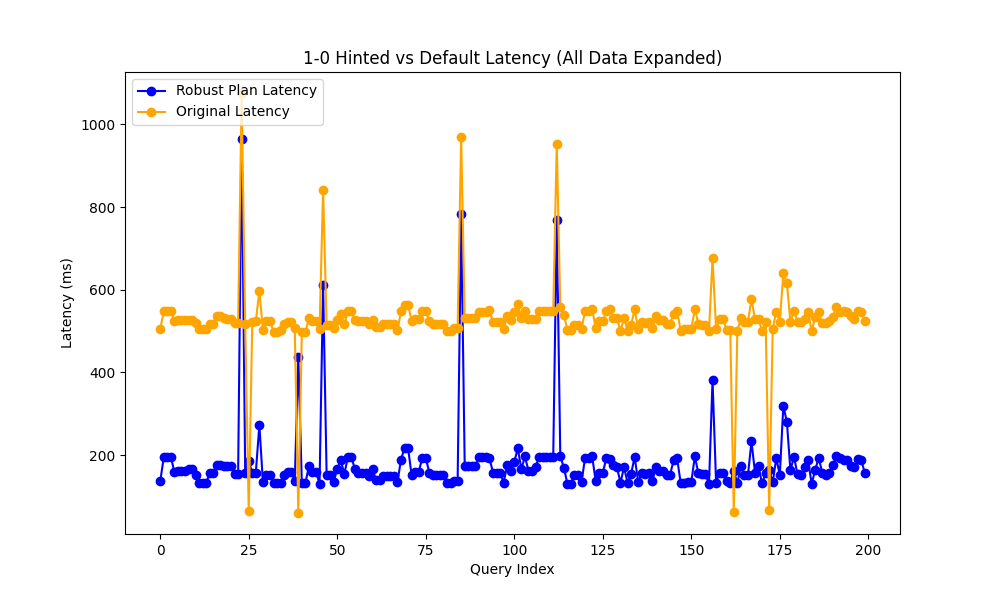 1-0 Hinted vs Default Latency (All Data Expanded)
Robust Plan Latency
Original Latency
Latency (ms)
1000
800
600
400
200
0
25
50
75
100
125
150
175
200
Query Index